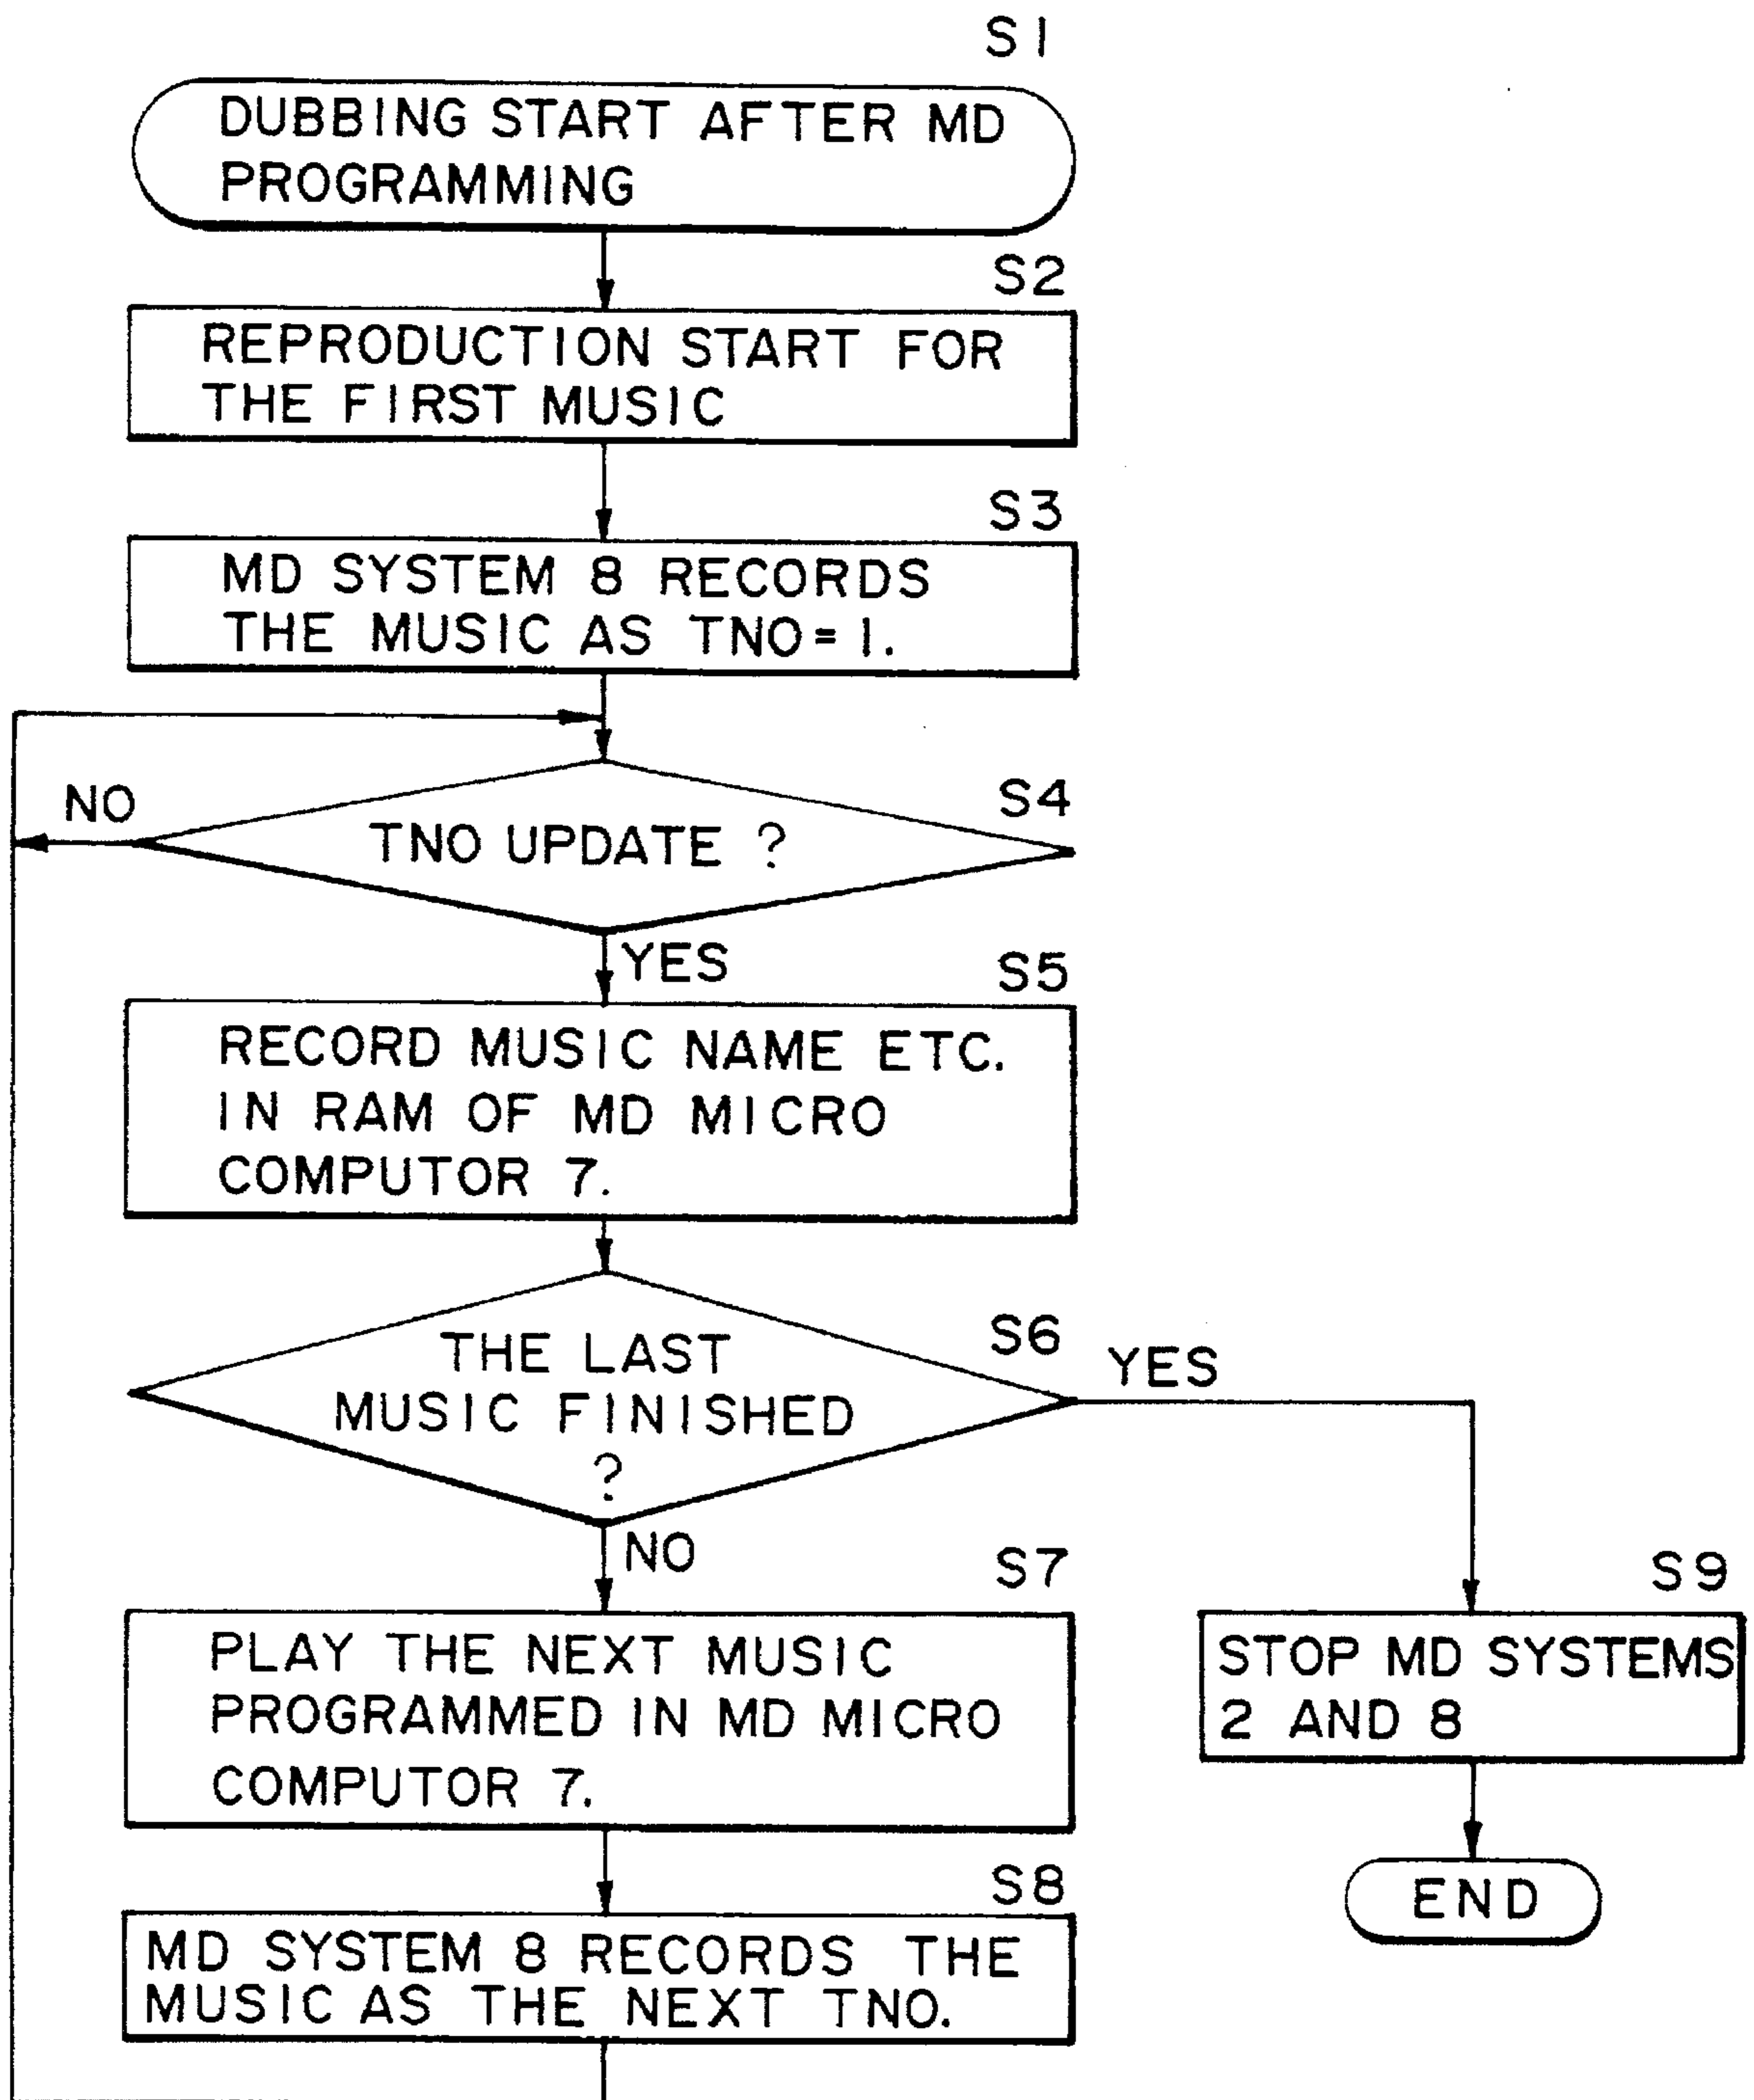 S1
DUBBING START AFTER MD
PROGRAMMING
S2
REPRODUCTION START FOR
THE FIRST MUSIC
S3
MD SYSTEM 8 RECORDS
THE MUSIC AS TNO=1.
S4
NO
TNO UPDATE ?
YES
S5
RECORD MUSIC NAME ETC.
IN RAM OF MD MICRO
COMPUTOR 7.
S6
THE LAST
MUSIC FINISHED
?
YES
NO
S7
PLAY THE NEXT MUSIC
PROGRAMMED IN MD MICRO
COMPUTOR 7.
S9
STOP MD SYSTEMS
2 AND 8
S8
MD SYSTEM 8 RECORDS THE
MUSIC AS THE NEXT TNO.
END